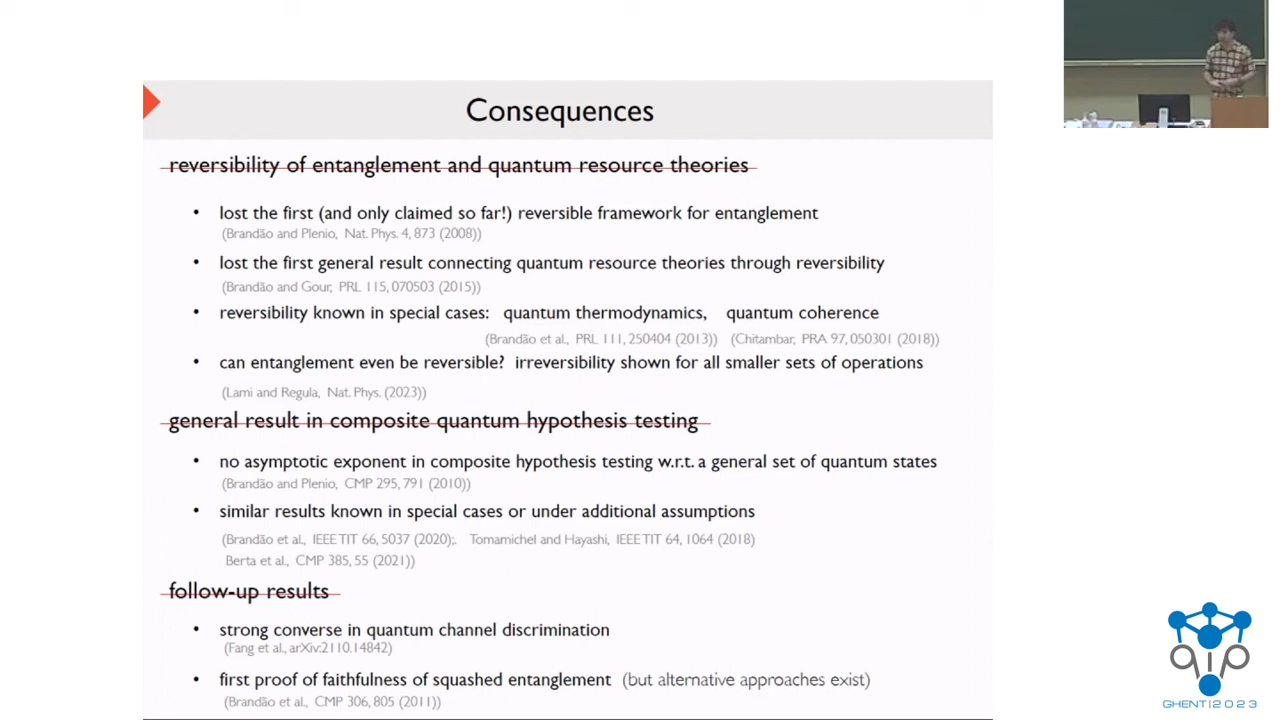 Consequences
reversibility of entanglement and quantum resource theories
• lost the first (and only claimed so far!) reversible framework for entanglement
(Brandão and Plenio, Nat. Phys. 4, 873 (2008))
• lost the first general result connecting quantum resource theories through reversibility
(Brandão and Gour, PRL 115, 070503 (2015))
• reversibility known in special cases: quantum thermodynamics, quantum coherence
(Brandão et al., PRL 111, 250404 (2013)) (Chitambar, PRA 97, 050301 (2018))
• can entanglement even be reversible? irreversibility shown for all smaller sets of operations
(Lami and Regula, Nat. Phys. (2023))
general result in composite quantum hypothesis testing
• no asymptotic exponent in composite hypothesis testing w.r.t. a general set of quantum states
(Brandão and Plenio, CMP 295, 791 (2010))
• similar results known in special cases or under additional assumptions
(Brandão et al., IEEE TIT 66, 5037 (2020);. Tomamichel and Hayashi, IEEE TIT 64, 1064 (2018)
Berta et al., CMP 385, 55 (2021))
follow-up results
• strong converse in quantum channel discrimination
(Fang et al., arXiv:2110.14842)
• first proof of faithfulness of squashed entanglement (but alternative approaches exist)
(Brandão et al., CMP 306, 805 (2011))
qip
GHENT|2023